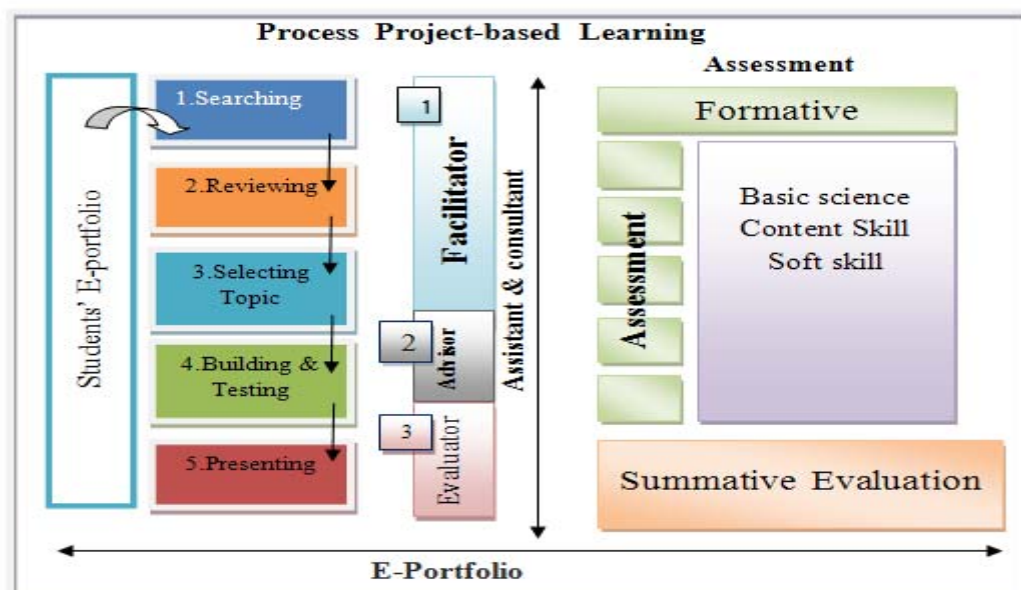 Process Project-based Learning
Students' E-portfolio
1.Searching
2.Reviewing
3.Selecting
Topic
4.Building &
Testing
5.Presenting
1
Facilitator
2
Advisor
3
Evaluator
Assistant & consultant
Assessment
Formative
Assessment
Basic science
Content Skill
Soft skill
Summative Evaluation
E-Portfolio